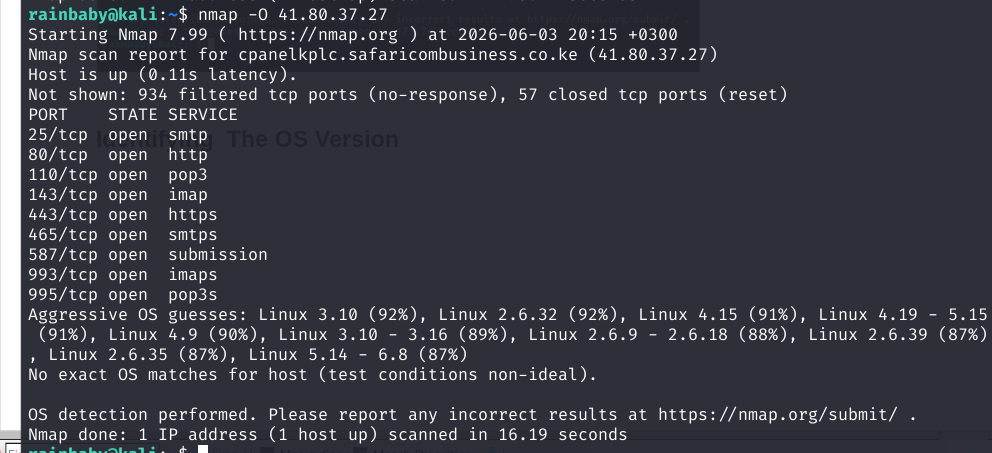 rainbaby@kali:~$ nmap -O 41.80.37.27
Starting Nmap 7.99 ( https://nmap.org ) at 2026-06-03 20:15 +0300
Nmap scan report for cpanelkplc.safaricombusiness.co.ke (41.80.37.27)
Host is up (0.11s latency).
Not shown: 934 filtered tcp ports (no-response), 57 closed tcp ports (reset)
PORT STATE SERVICE
25/tcp open smtp
Identifying The OS Version
80/tcp open http
110/tcp open pop3
143/tcp open imap
443/tcp open https
465/tcp open smtps
587/tcp open submission
993/tcp open imaps
995/tcp open pop3s
Aggressive OS guesses: Linux 3.10 (92%), Linux 2.6.32 (92%), Linux 4.15 (91%), Linux 4.19 - 5.15
(91%), Linux 4.9 (90%), Linux 3.10 - 3.16 (89%), Linux 2.6.9 - 2.6.18 (88%), Linux 2.6.39 (87%)
, Linux 2.6.35 (87%), Linux 5.14 - 6.8 (87%)
No exact OS matches for host (test conditions non-ideal).
OS detection performed. Please report any incorrect results at https://nmap.org/submit/ .
Nmap done: 1 IP address (1 host up) scanned in 16.19 seconds
rainbaby@kali:~$